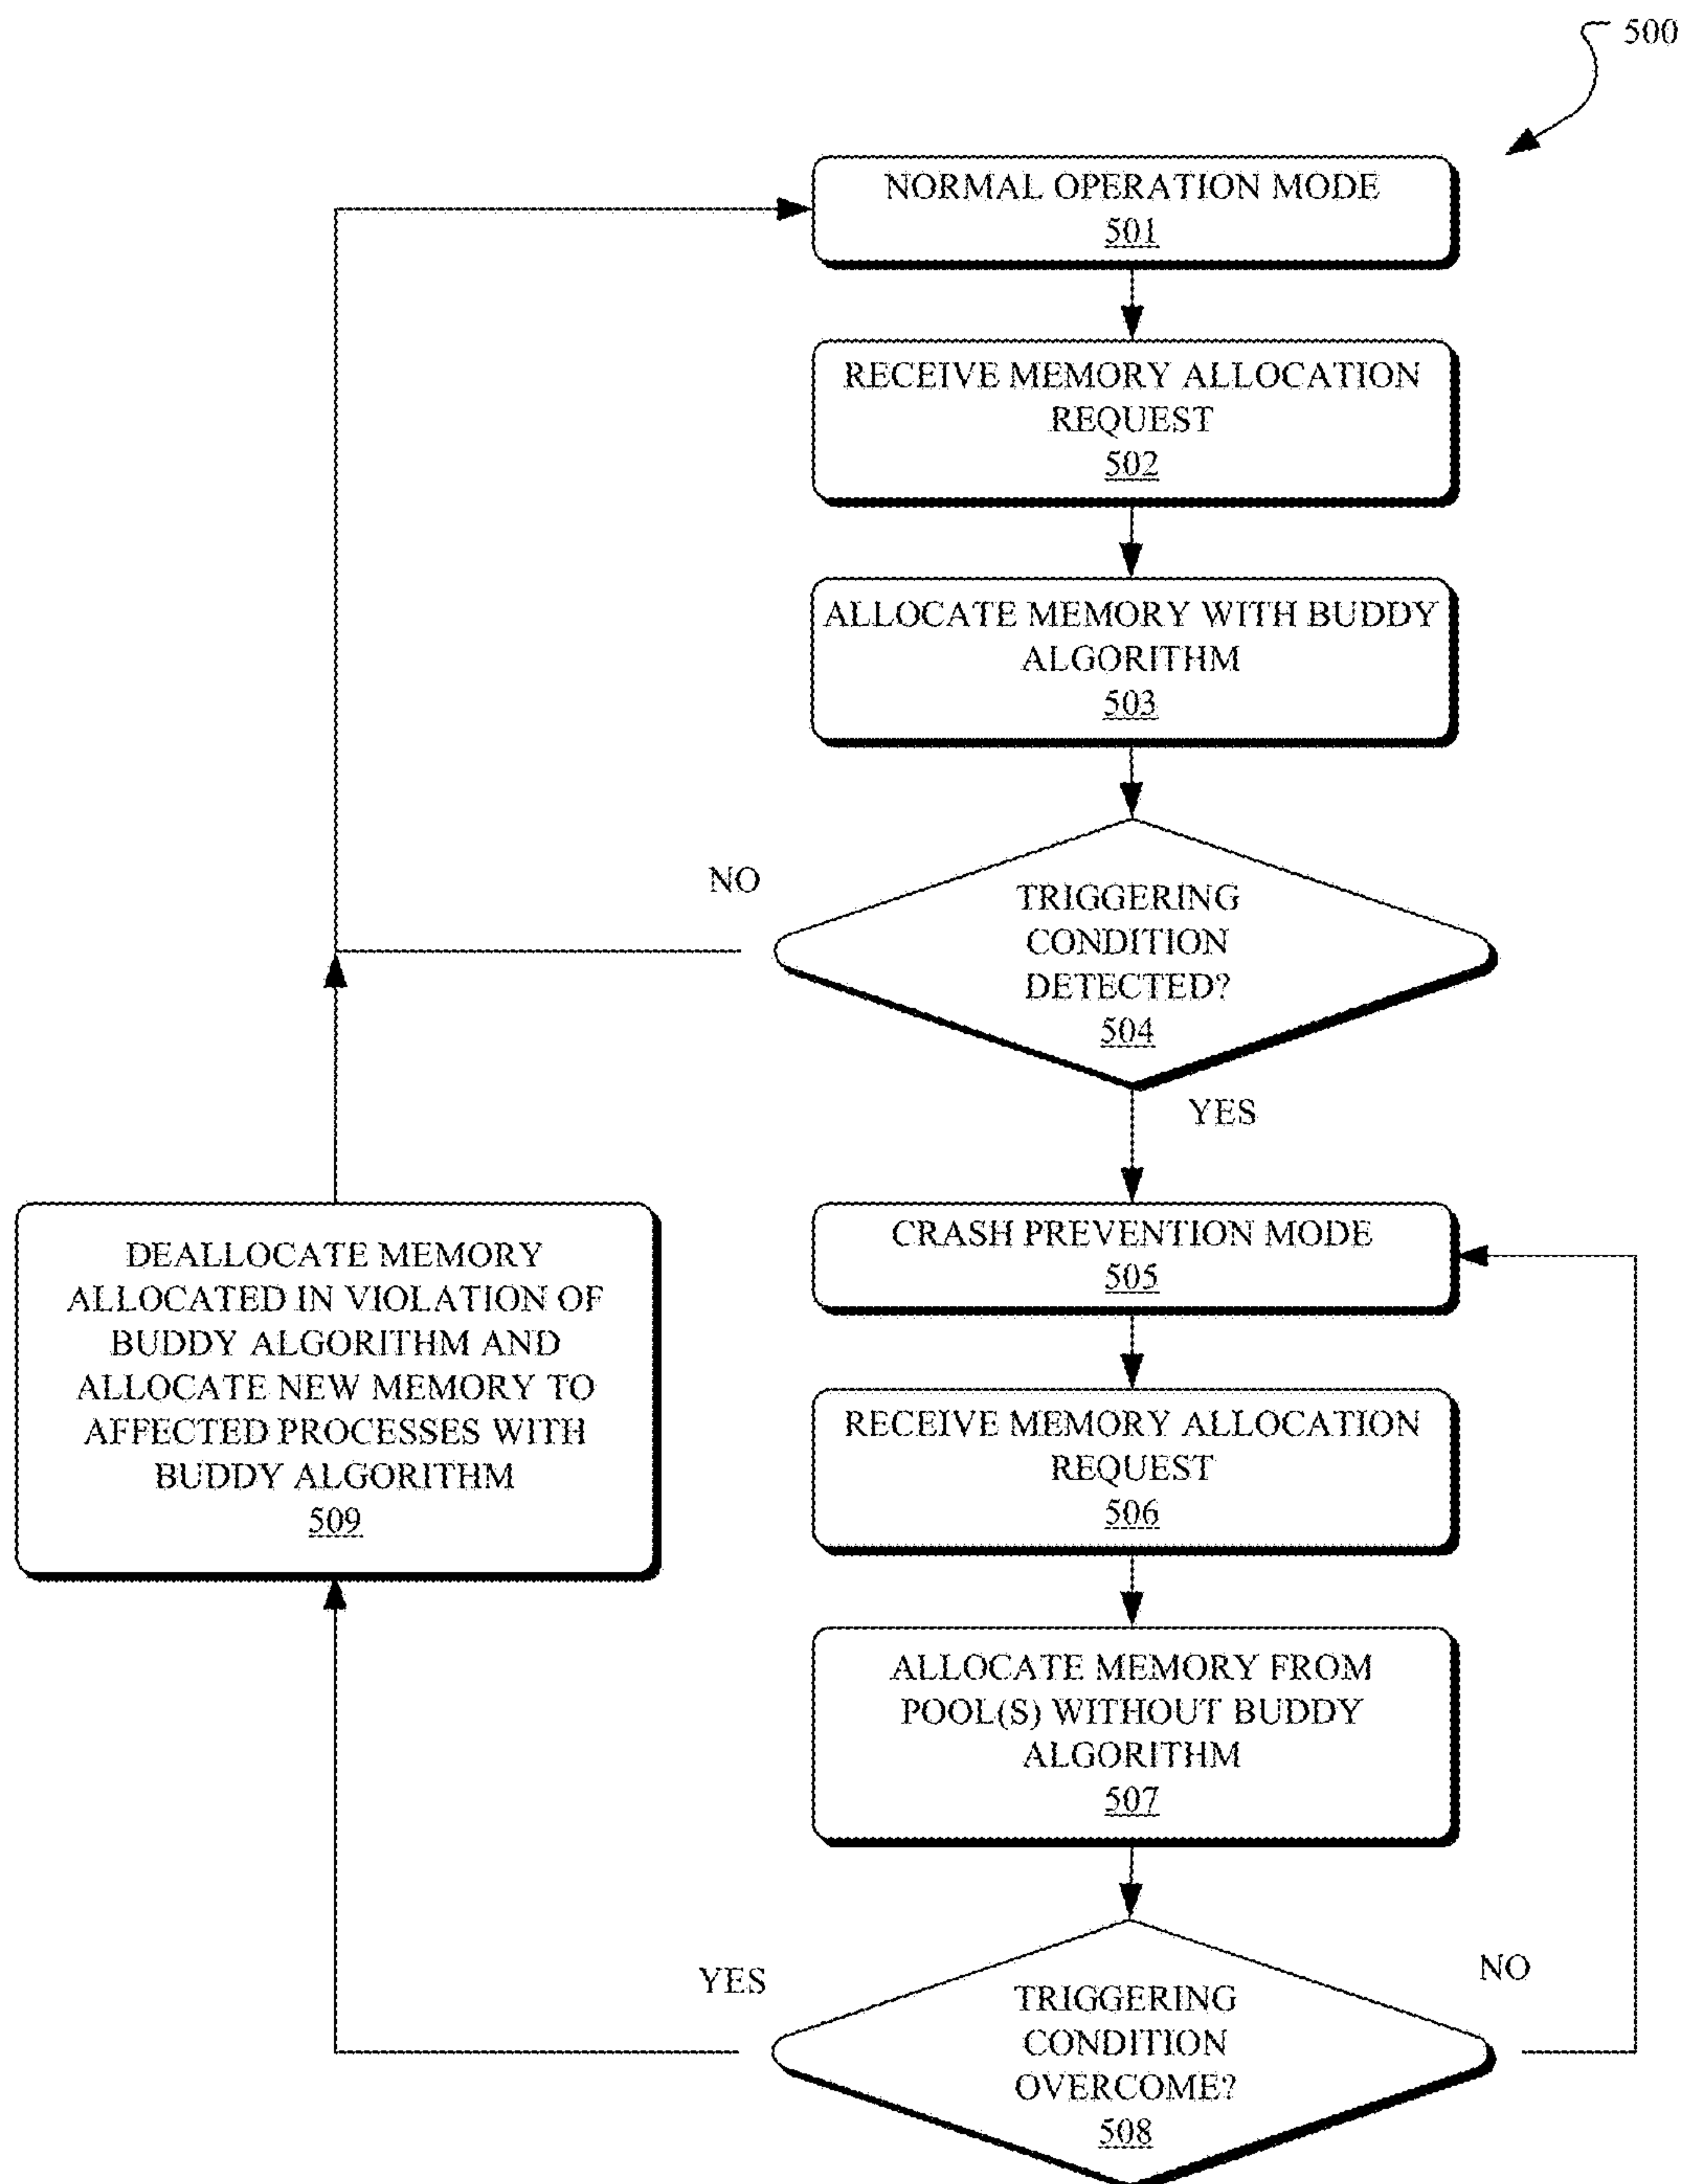 500
NORMAL OPERATION MODE
501
RECEIVE MEMORY ALLOCATION
REQUEST
502
ALLOCATE MEMORY WITH BUDDY
ALGORITHM
503
NO
TRIGGERING
CONDITION
DETECTED?
504
YES
CRASH PREVENTION MODE
505
DEALLOCATE MEMORY
ALLOCATED IN VIOLATION OF
BUDDY ALGORITHM AND
ALLOCATE NEW MEMORY TO
AFFECTED PROCESSES WITH
BUDDY ALGORITHM
509
RECEIVE MEMORY ALLOCATION
REQUEST
506
ALLOCATE MEMORY FROM
POOL(S) WITHOUT BUDDY
ALGORITHM
507
YES
NO
TRIGGERING
CONDITION
OVERCOME?
508